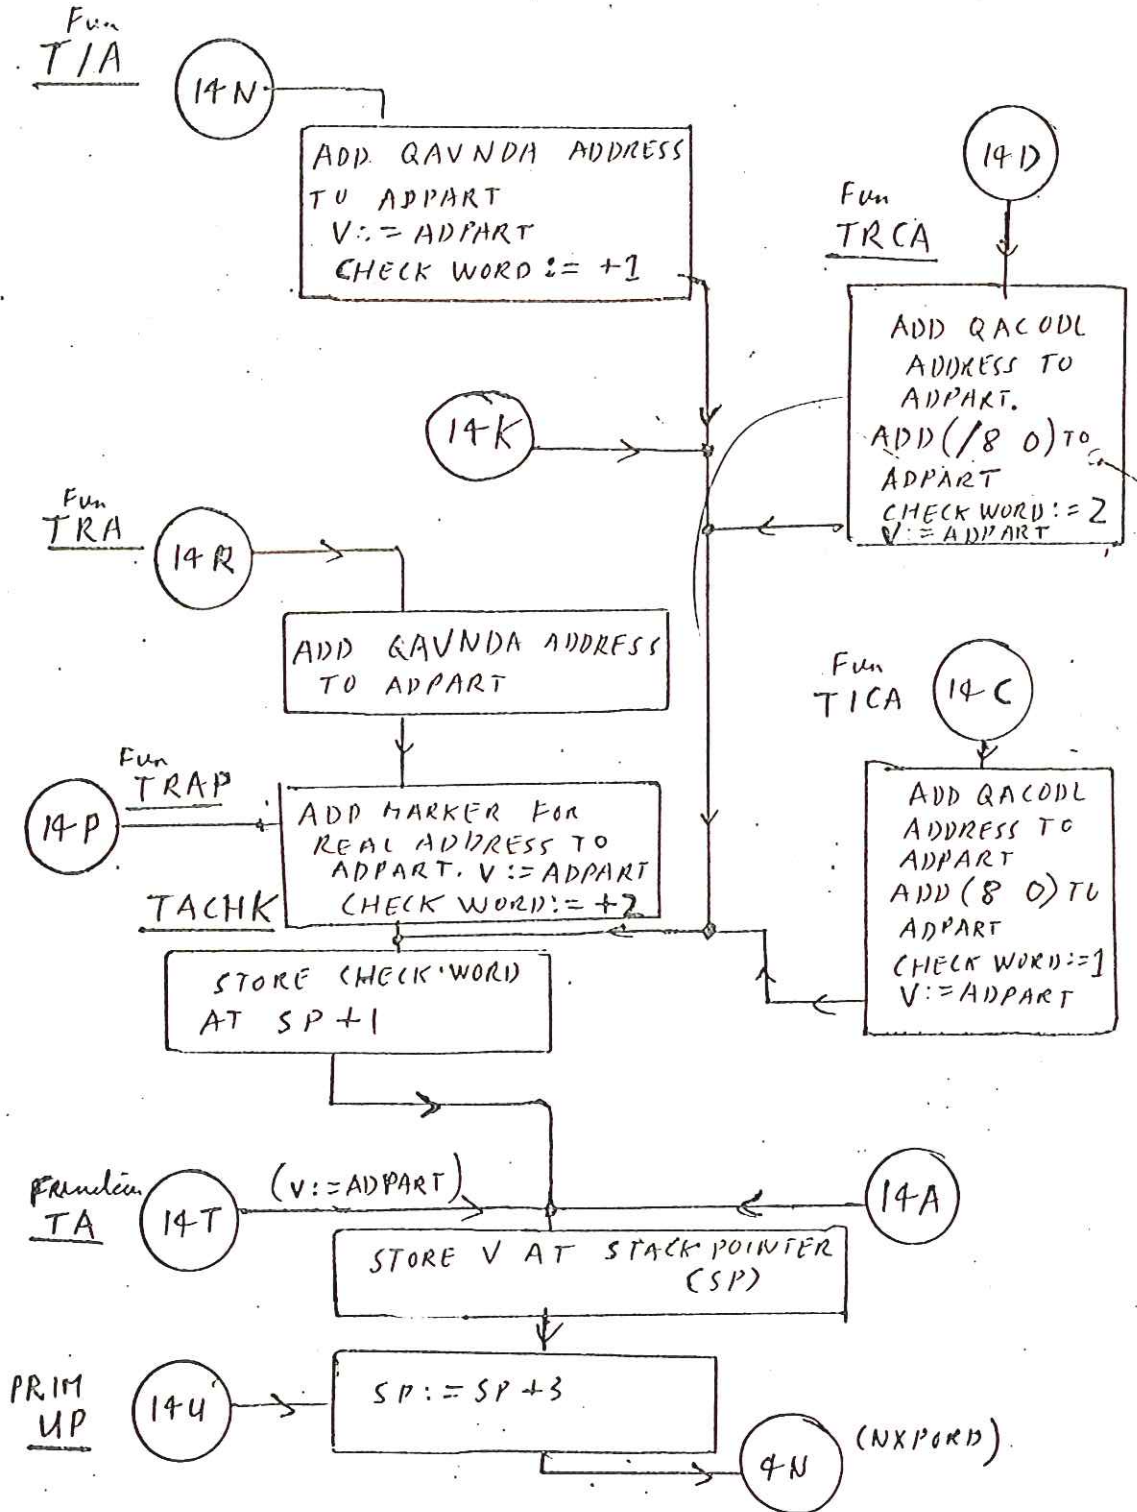 Fun
TIA
14N
ADD QAVNDA ADDRESS
TO ADPART
V:= ADPART
CHECK WORD := +1
14D
Fun
TRCA
ADD QACODL
ADDRESS TO
ADPART.
ADD (/8 0) TO
ADPART
CHECK WORD := 2
V:= ADPART
14K
Fun
TRA
14R
ADD QAVNDA ADDRESS
TO ADPART
Fun
TICA
14C
ADD QACODL
ADDRESS TO
ADPART
ADD (8 0) TO
ADPART
CHECK WORD:=1
V:= ADPART
Fun
TRAP
14P
ADD MARKER FOR
REAL ADDRESS TO
ADPART. V:= ADPART
CHECK WORD:= +2
TACHK
STORE CHECK WORD
AT SP +1
Function
TA
14T
(V:= ADPART)
14A
STORE V AT STACK POINTER
(SP)
PRIM
UP
14U
SP:= SP +3
4N
(NXPORD)